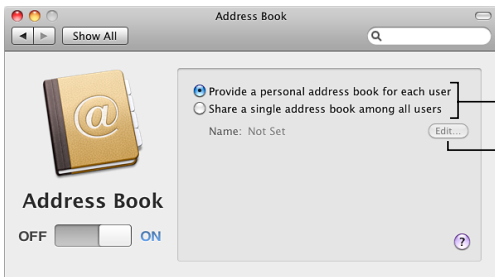 Address Book
Show All
Provide a personal address book for each user
Share a single address book among all users
Name: Not Set
Edit...
@
Address Book
OFF ON
?